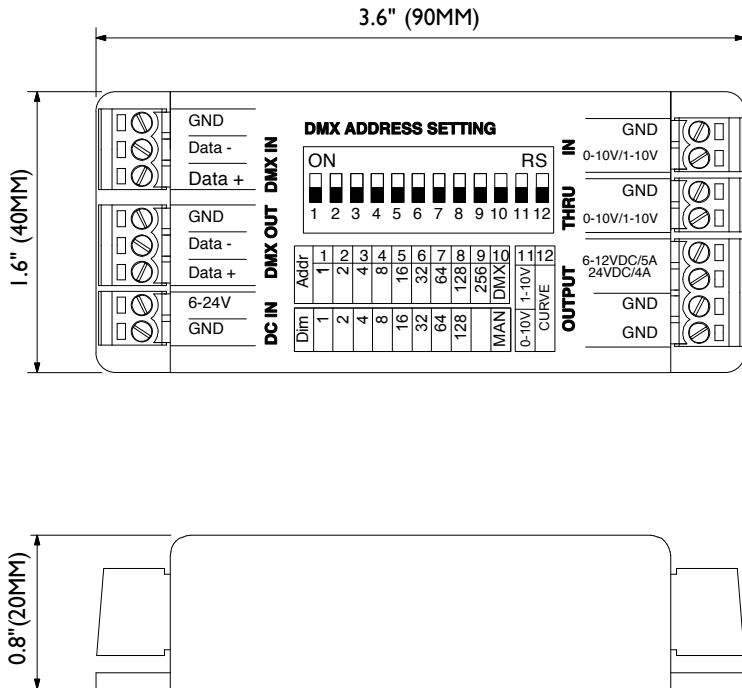 3.6" (90MM)
1.6" (40MM)
GND
Data -
Data +
DMX IN
GND
Data -
Data +
DMX OUT
6-24V
GND
DC IN
DMX ADDRESS SETTING
ON RS
1 2 3 4 5 6 7 8 9 10 11 12
Addr 1 2 3 4 5 6 7 8 9 10 11 12
1 2 4 8 16 32 64 128 256 DMX 1-10V
Dim 1 2 4 8 16 32 64 128 MAN 0-10V CURVE
IN
GND
0-10V/1-10V
THRU
GND
0-10V/1-10V
OUTPUT
6-12VDC/5A
24VDC/4A
GND
GND
0.8"(20MM)